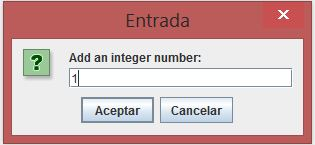 Entrada
Add an integer number:
1
Aceptar Cancelar